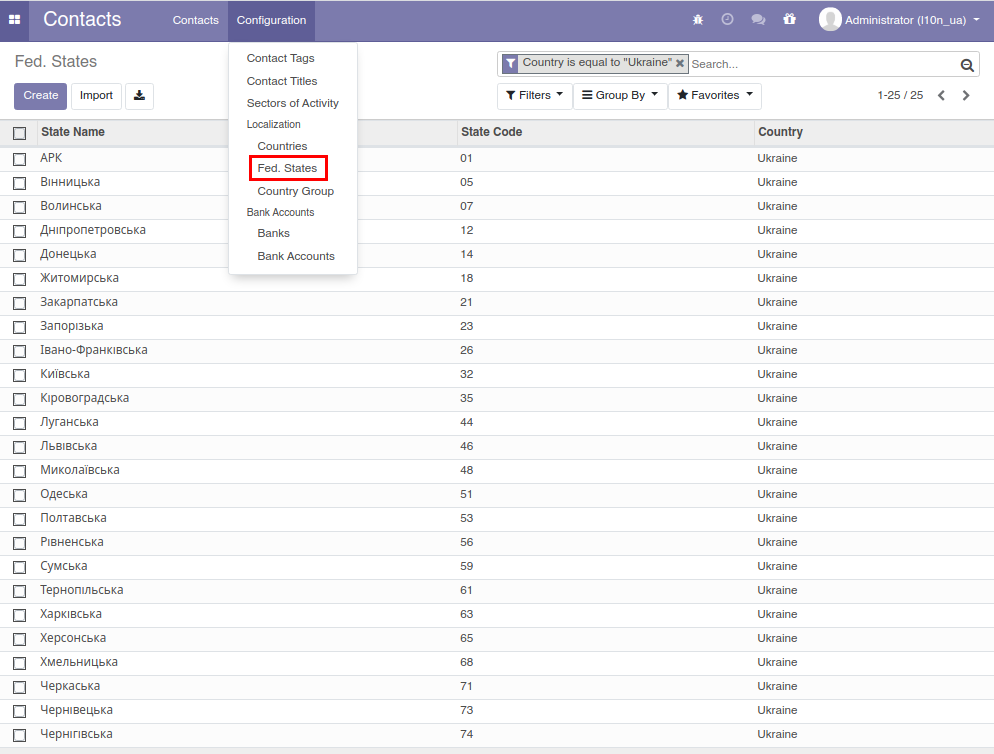 Contacts Contacts Configuration Administrator (l10n_ua)
Fed. States
Country is equal to "Ukraine" Search...
Create Import Filters Group By Favorites 1-25 / 25
Contact Tags
Contact Titles
Sectors of Activity
Localization
Countries
Fed. States
Country Group
Bank Accounts
Banks
Bank Accounts
State Name State Code Country
АРК 01 Ukraine
Вінницька 05 Ukraine
Волинська 07 Ukraine
Дніпропетровська 12 Ukraine
Донецька 14 Ukraine
Житомирська 18 Ukraine
Закарпатська 21 Ukraine
Запорізька 23 Ukraine
Івано-Франківська 26 Ukraine
Київська 32 Ukraine
Кіровоградська 35 Ukraine
Луганська 44 Ukraine
Львівська 46 Ukraine
Миколаївська 48 Ukraine
Одеська 51 Ukraine
Полтавська 53 Ukraine
Рівненська 56 Ukraine
Сумська 59 Ukraine
Тернопільська 61 Ukraine
Харківська 63 Ukraine
Херсонська 65 Ukraine
Хмельницька 68 Ukraine
Черкаська 71 Ukraine
Чернівецька 73 Ukraine
Чернігівська 74 Ukraine